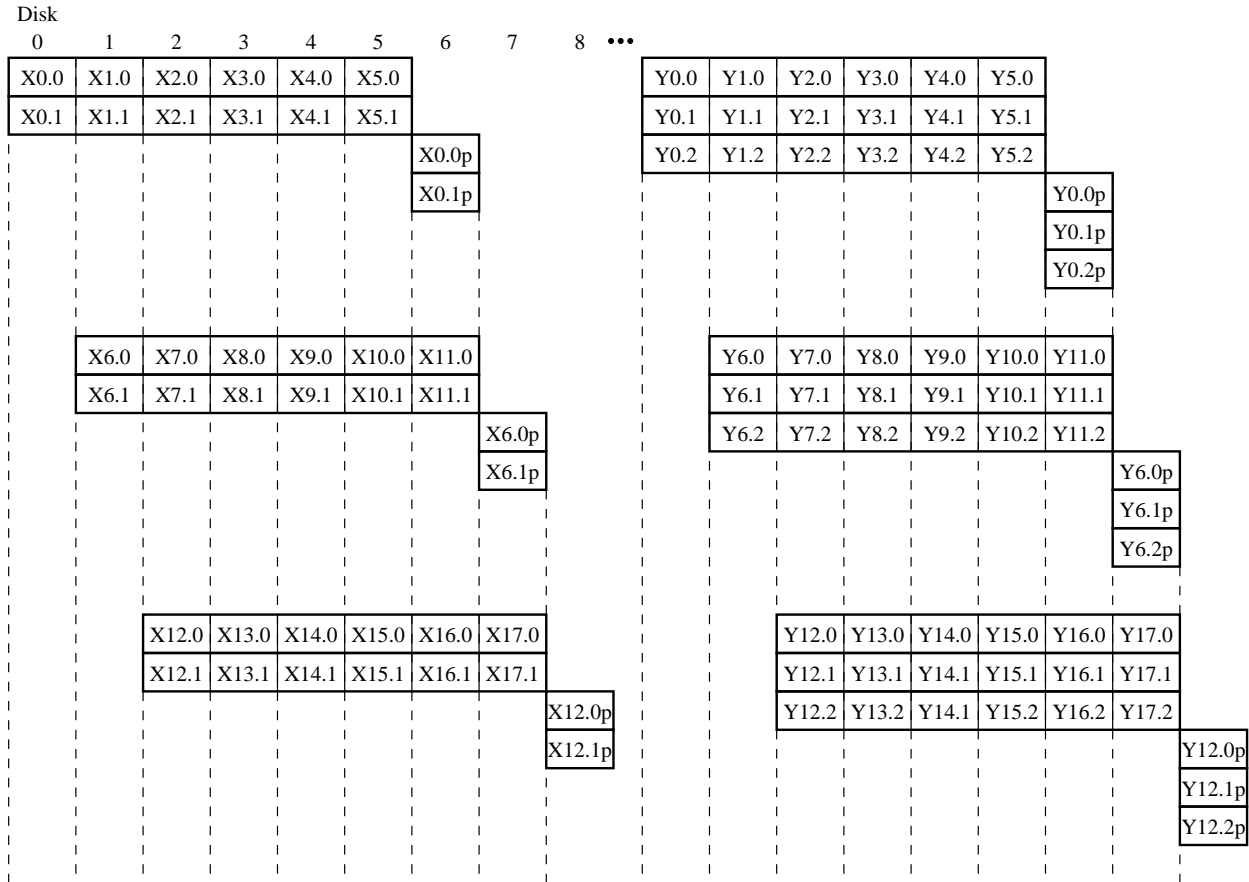 Disk
0 1 2 3 4 5 6 7 8 •••
X0.0 X1.0 X2.0 X3.0 X4.0 X5.0 Y0.0 Y1.0 Y2.0 Y3.0 Y4.0 Y5.0
X0.1 X1.1 X2.1 X3.1 X4.1 X5.1 Y0.1 Y1.1 Y2.1 Y3.1 Y4.1 Y5.1
X0.0p Y0.2 Y1.2 Y2.2 Y3.2 Y4.2 Y5.2
X0.1p Y0.0p
Y0.1p
Y0.2p
X6.0 X7.0 X8.0 X9.0 X10.0 X11.0 Y6.0 Y7.0 Y8.0 Y9.0 Y10.0 Y11.0
X6.1 X7.1 X8.1 X9.1 X10.1 X11.1 Y6.1 Y7.1 Y8.1 Y9.1 Y10.1 Y11.1
X6.0p Y6.2 Y7.2 Y8.2 Y9.2 Y10.2 Y11.2
X6.1p Y6.0p
Y6.1p
Y6.2p
X12.0 X13.0 X14.0 X15.0 X16.0 X17.0 Y12.0 Y13.0 Y14.0 Y15.0 Y16.0 Y17.0
X12.1 X13.1 X14.1 X15.1 X16.1 X17.1 Y12.1 Y13.1 Y14.1 Y15.1 Y16.1 Y17.1
X12.0p Y12.2 Y13.2 Y14.1 Y15.2 Y16.2 Y17.2
X12.1p Y12.0p
Y12.1p
Y12.2p